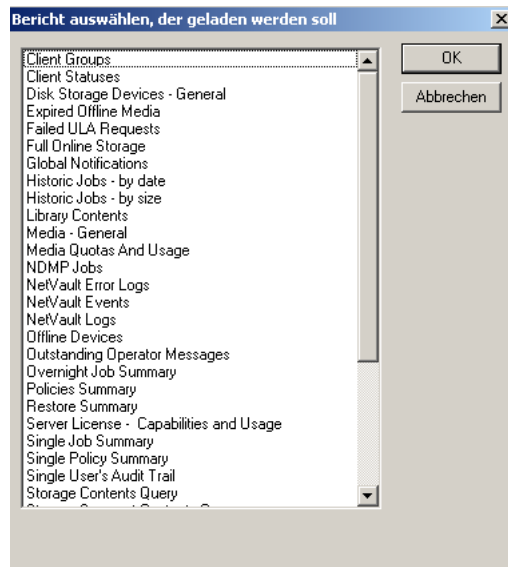 Bericht auswählen, der geladen werden soll
Client Groups
Client Statuses
Disk Storage Devices - General
Expired Offline Media
Failed ULA Requests
Full Online Storage
Global Notifications
Historic Jobs - by date
Historic Jobs - by size
Library Contents
Media - General
Media Quotas And Usage
NDMP Jobs
NetVault Error Logs
NetVault Events
NetVault Logs
Offline Devices
Outstanding Operator Messages
Overnight Job Summary
Policies Summary
Restore Summary
Server License -  Capabilities and Usage
Single Job Summary
Single Policy Summary
Single User's Audit Trail
Storage Contents Query
OK
Abbrechen